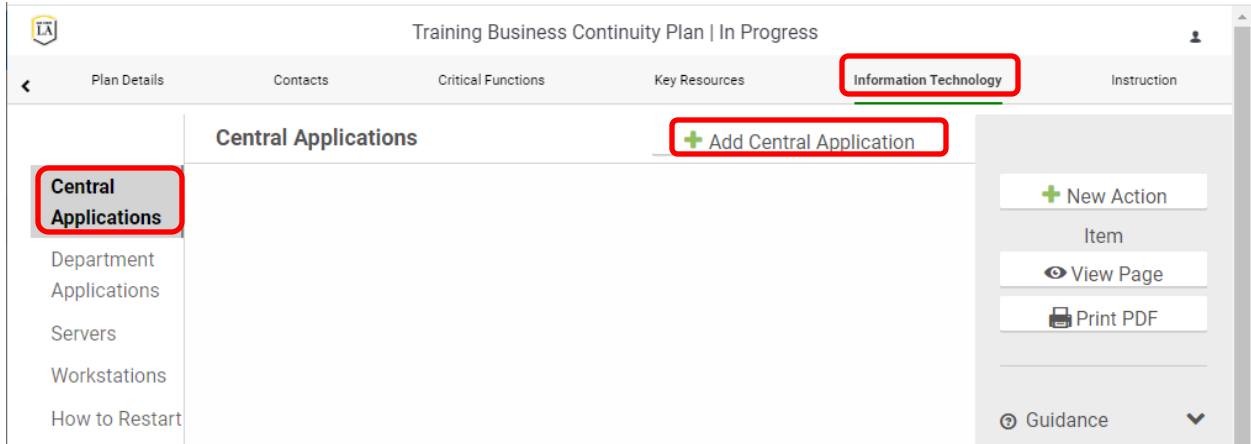 LA
Training Business Continuity Plan | In Progress
Plan Details
Contacts
Critical Functions
Key Resources
Information Technology
Instruction
Central Applications
Add Central Application
Central
Applications
Department
Applications
Servers
Workstations
How to Restart
New Action
Item
View Page
Print PDF
Guidance